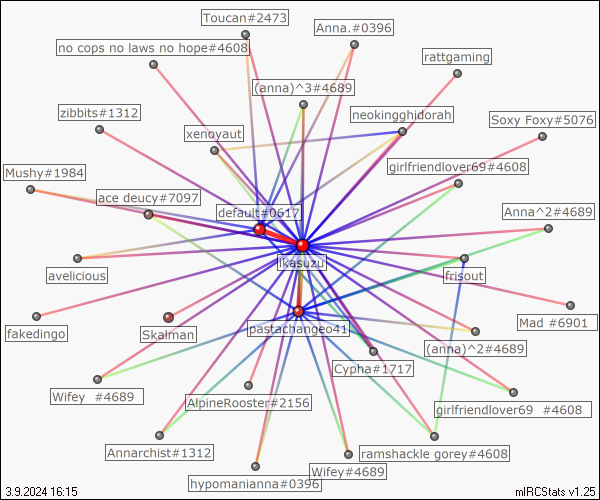 Toucan#2473
Anna.#0396
no cops no laws no hope#4608
rattgaming
(anna)^3#4689
zibbits#1312
neokingghidorah
Soxy Foxy#5076
xenoyaut
Mushy#1984
girlfriendlover69#4608
ace deucy#7097
default#0617
Anna^2#4689
ikasuzu
avelicious
frisout
fakedingo
Skalman
pastachangeo41
Mad #6901
(anna)^2#4689
Cypha#1717
Wifey  #4689
AlpineRooster#2156
girlfriendlover69  #4608
Annarchist#1312
ramshackle gorey#4608
Wifey#4689
hypomanianna#0396
3.9.2024 16:15
mIRCStats v1.25